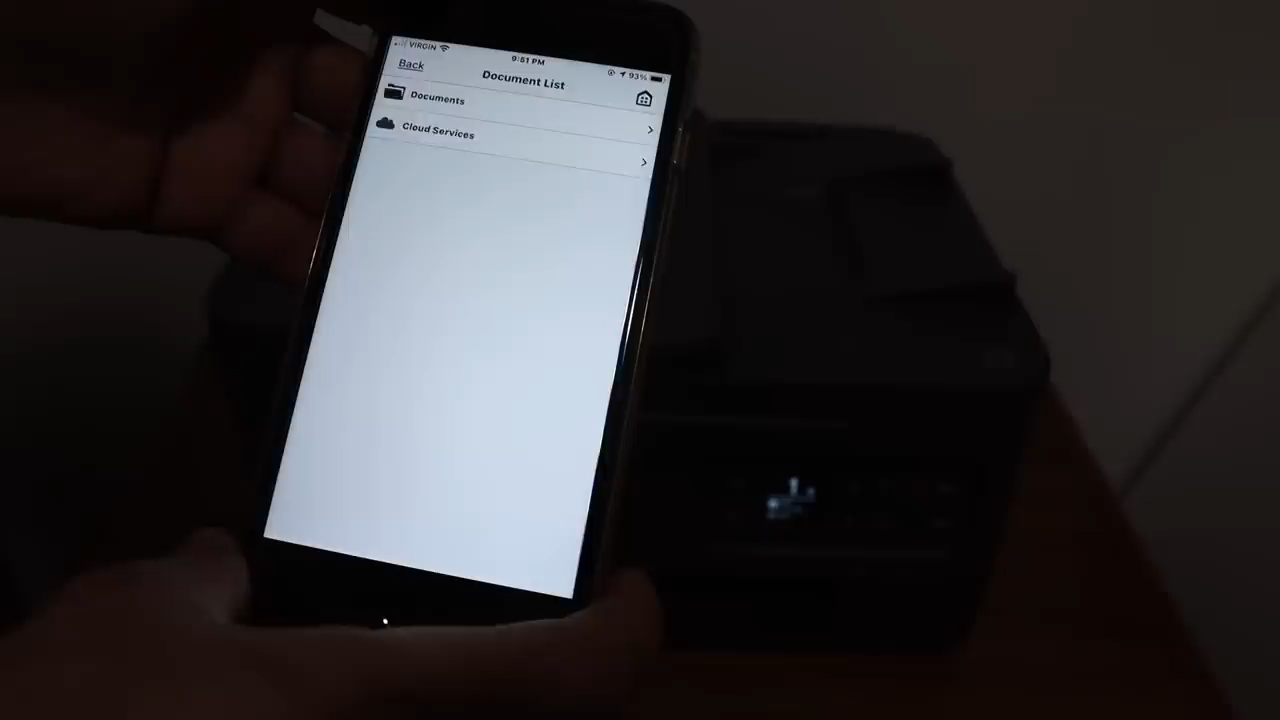 VIRGIN 9:51 PM 93%
Back
Document List
Documents
Cloud Services